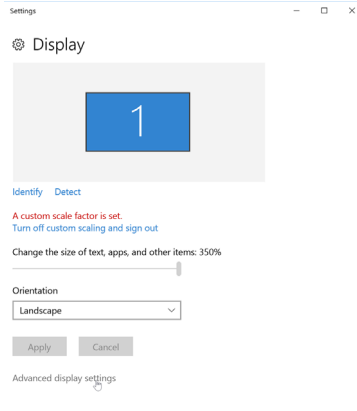 Settings
Display
1
Identify Detect
A custom scale factor is set.
Turn off custom scaling and sign out
Change the size of text, apps, and other items: 350%
Orientation
Landscape
Apply Cancel
Advanced display settings